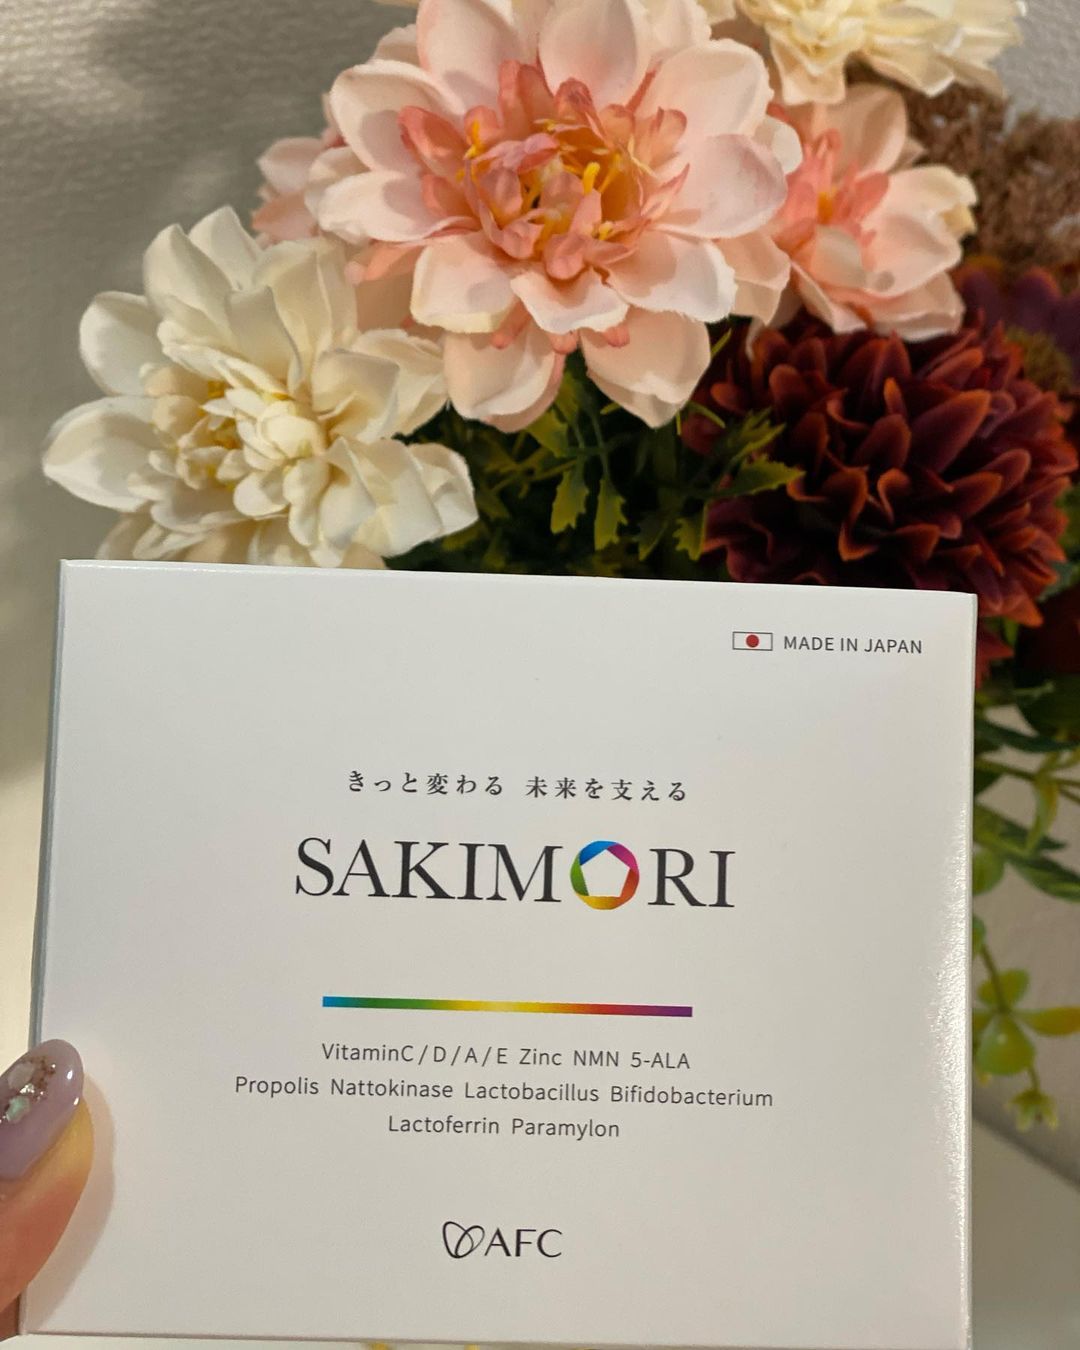 MADE IN JAPAN
きっと変わる 未来を支える
SAKIMORI
VitaminC/D/A/E Zinc NMN 5-ALA
Propolis Nattokinase Lactobacillus Bifidobacterium
Lactoferrin Paramylon
AFC